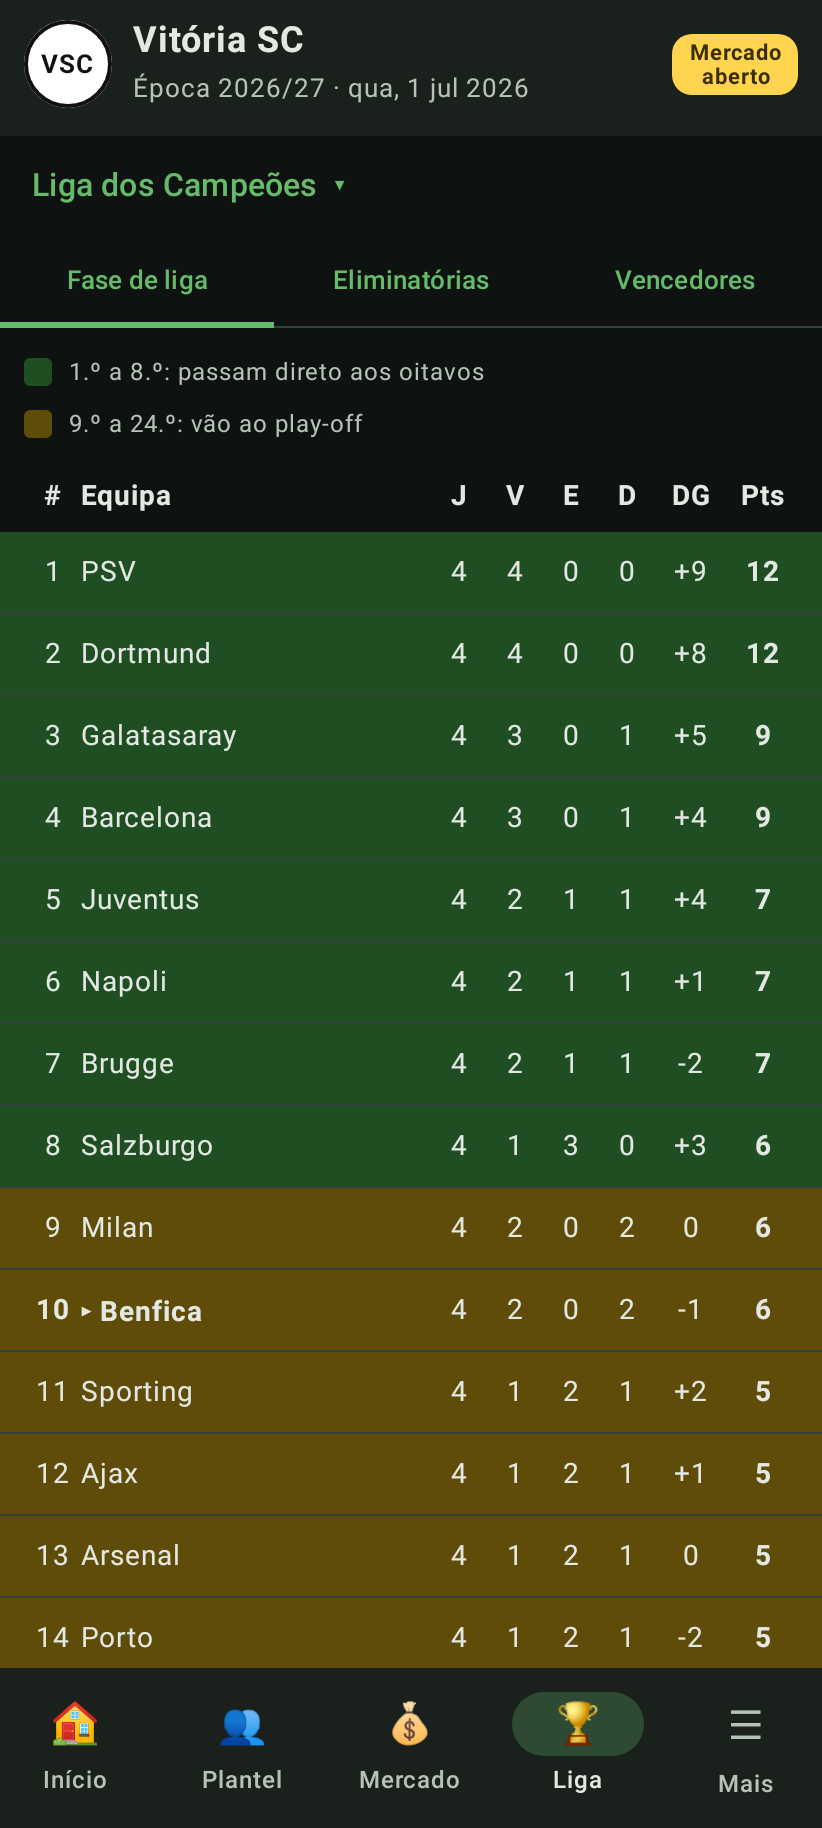 VSC
Vitória SC
Época 2026/27 · qua, 1 jul 2026
Mercado
aberto
Liga dos Campeões ▾
Fase de liga
Eliminatórias
Vencedores
1.º a 8.º: passam direto aos oitavos
9.º a 24.º: vão ao play-off
# Equipa J V E D DG Pts
1 PSV 4 4 0 0 +9 12
2 Dortmund 4 4 0 0 +8 12
3 Galatasaray 4 3 0 1 +5 9
4 Barcelona 4 3 0 1 +4 9
5 Juventus 4 2 1 1 +4 7
6 Napoli 4 2 1 1 +1 7
7 Brugge 4 2 1 1 -2 7
8 Salzburgo 4 1 3 0 +3 6
9 Milan 4 2 0 2 0 6
10 ▸ Benfica 4 2 0 2 -1 6
11 Sporting 4 1 2 1 +2 5
12 Ajax 4 1 2 1 +1 5
13 Arsenal 4 1 2 1 0 5
14 Porto 4 1 2 1 -2 5
Início
Plantel
Mercado
Liga
Mais